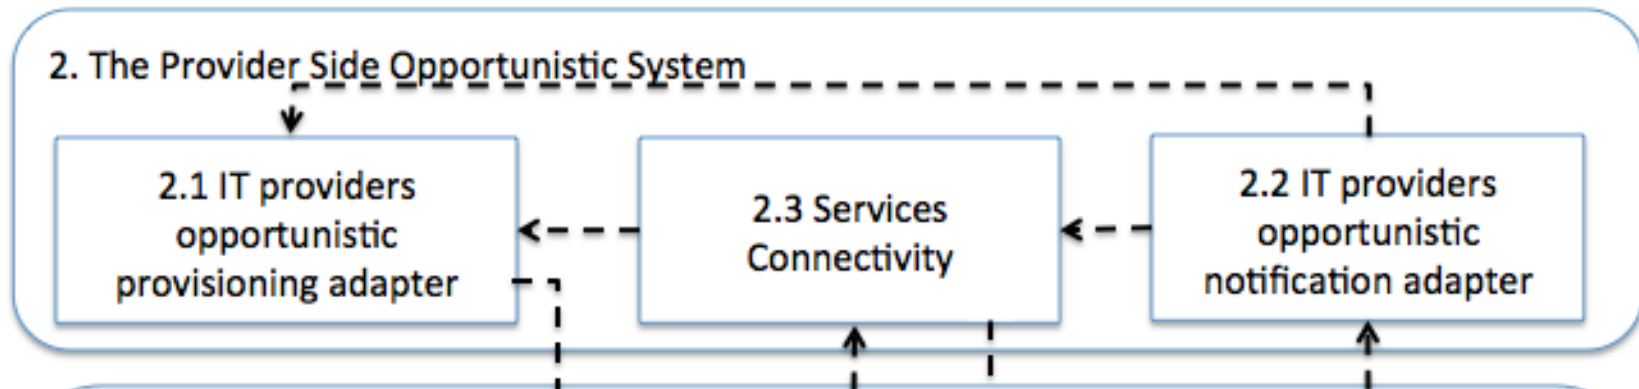 2. The Provider Side Opportunistic System
2.1 IT providers
opportunistic
provisioning adapter
2.3 Services
Connectivity
2.2 IT providers
opportunistic
notification adapter